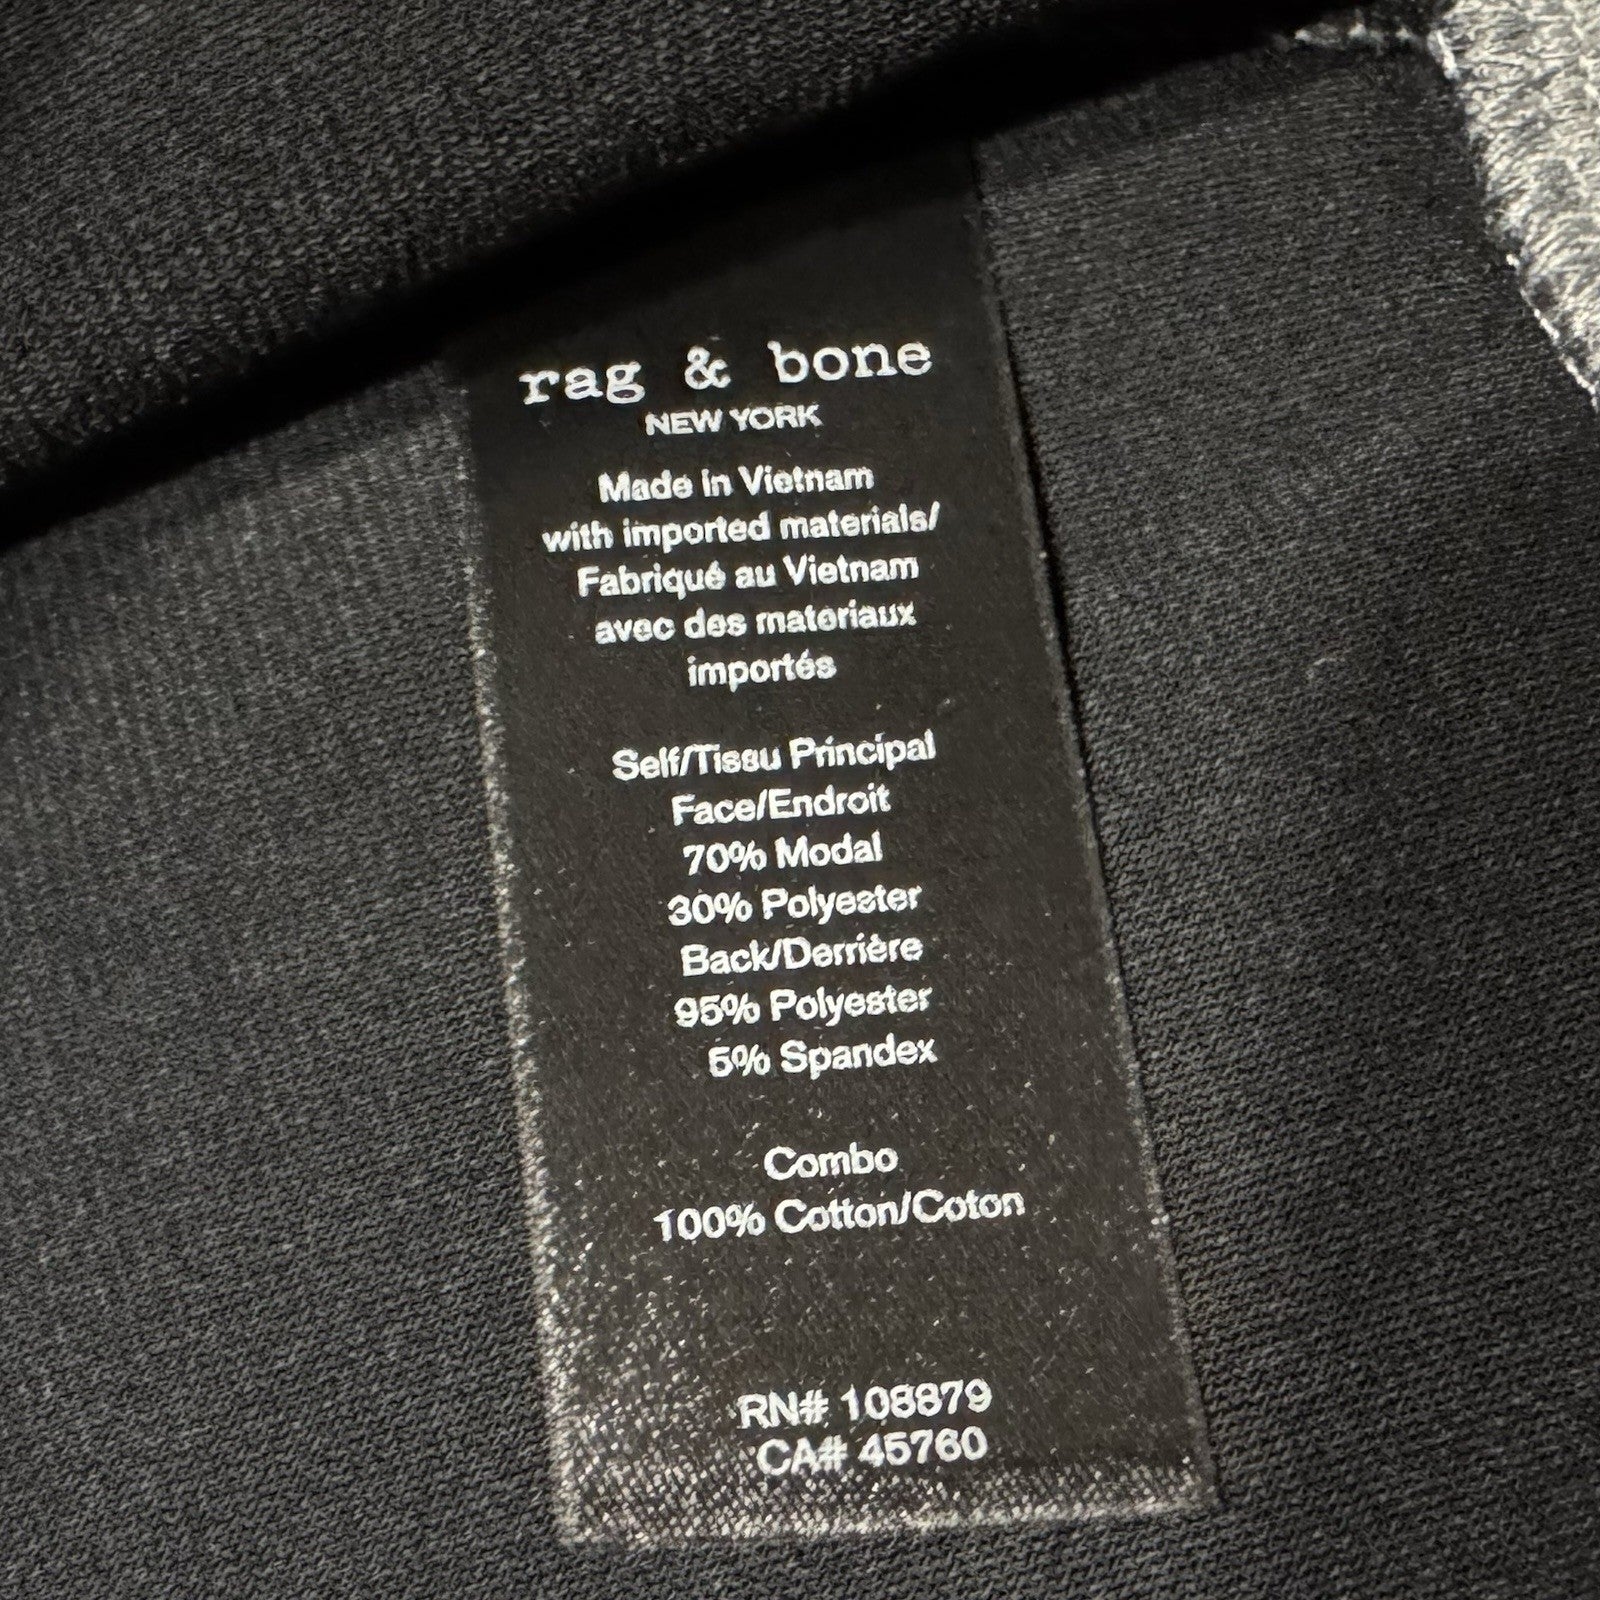 rag & bone
NEW YORK
Made in Vietnam
with imported materials/
Fabriqué au Vietnam
avec des materiaux
importés
Self/Tissu Principal
Face/Endroit
70% Modal
30% Polyester
Back/Derrière
95% Polyester
5% Spandex
Combo
100% Cotton/Coton
RN# 108879
CA# 45760